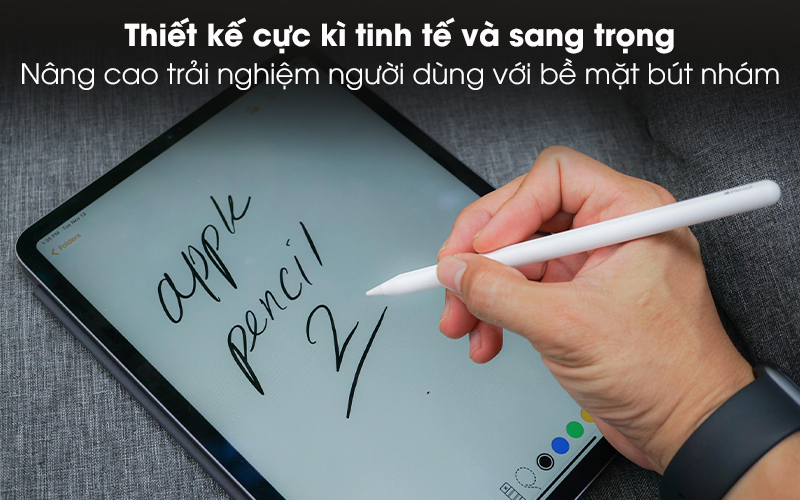 Thiết kế cực kì tinh tế và sang trọng
Nâng cao trải nghiệm người dùng với bề mặt bút nhám
Folders
apple
pencil
2